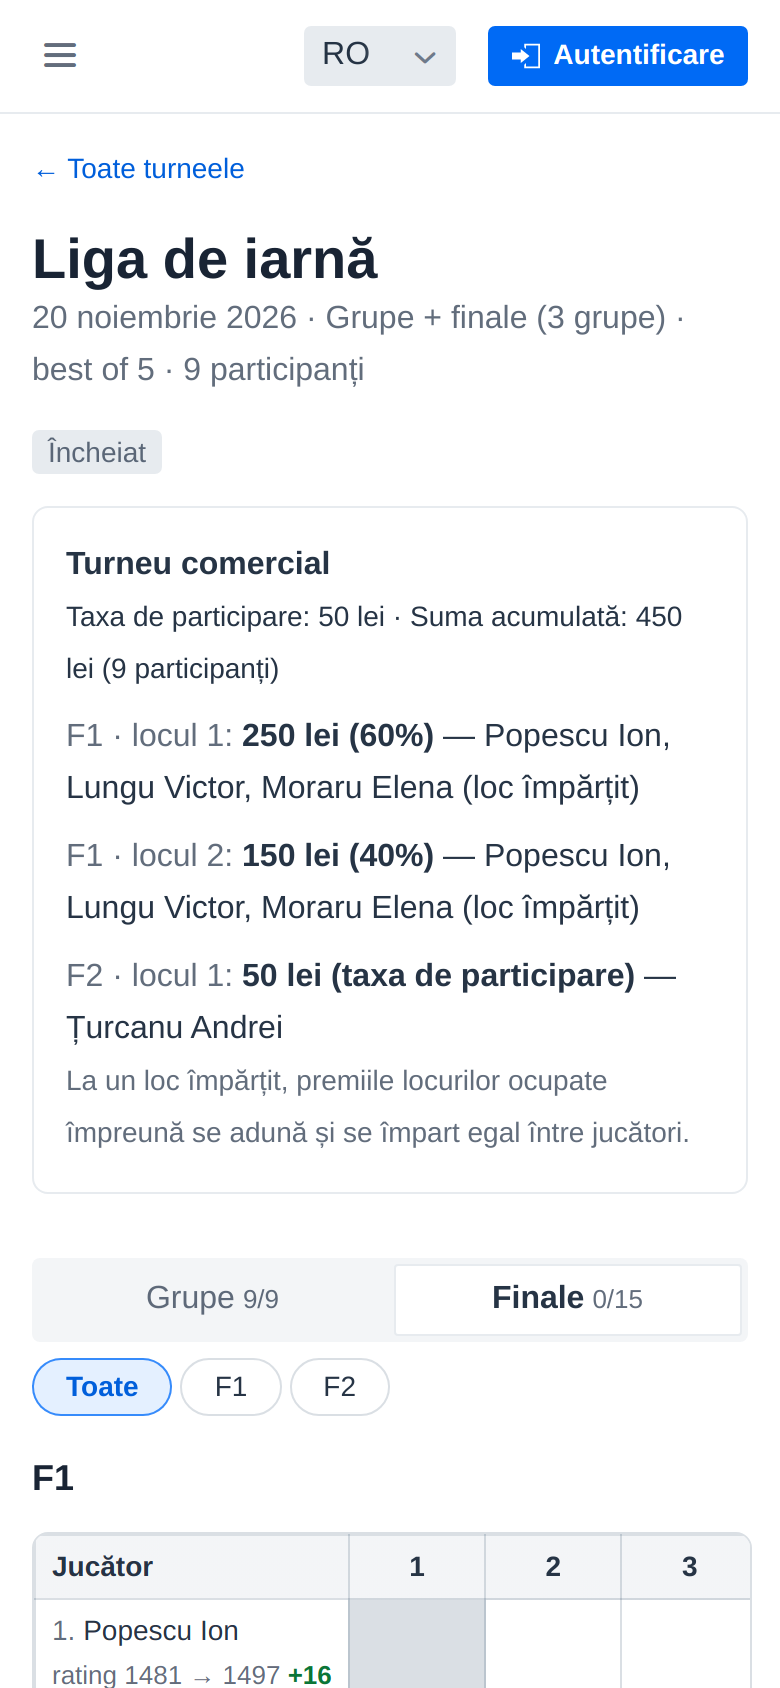 RO
Autentificare
← Toate turneele
Liga de iarnă
20 noiembrie 2026 · Grupe + finale (3 grupe) ·
best of 5 · 9 participanți
Încheiat
Turneu comercial
Taxa de participare: 50 lei · Suma acumulată: 450
lei (9 participanți)
F1 · locul 1: 250 lei (60%) — Popescu Ion,
Lungu Victor, Moraru Elena (loc împărțit)
F1 · locul 2: 150 lei (40%) — Popescu Ion,
Lungu Victor, Moraru Elena (loc împărțit)
F2 · locul 1: 50 lei (taxa de participare) —
Țurcanu Andrei
La un loc împărțit, premiile locurilor ocupate
împreună se adună și se împart egal între jucători.
Grupe 9/9 Finale 0/15
Toate F1 F2
F1
Jucător 1 2 3
1. Popescu Ion
rating 1481 → 1497 +16